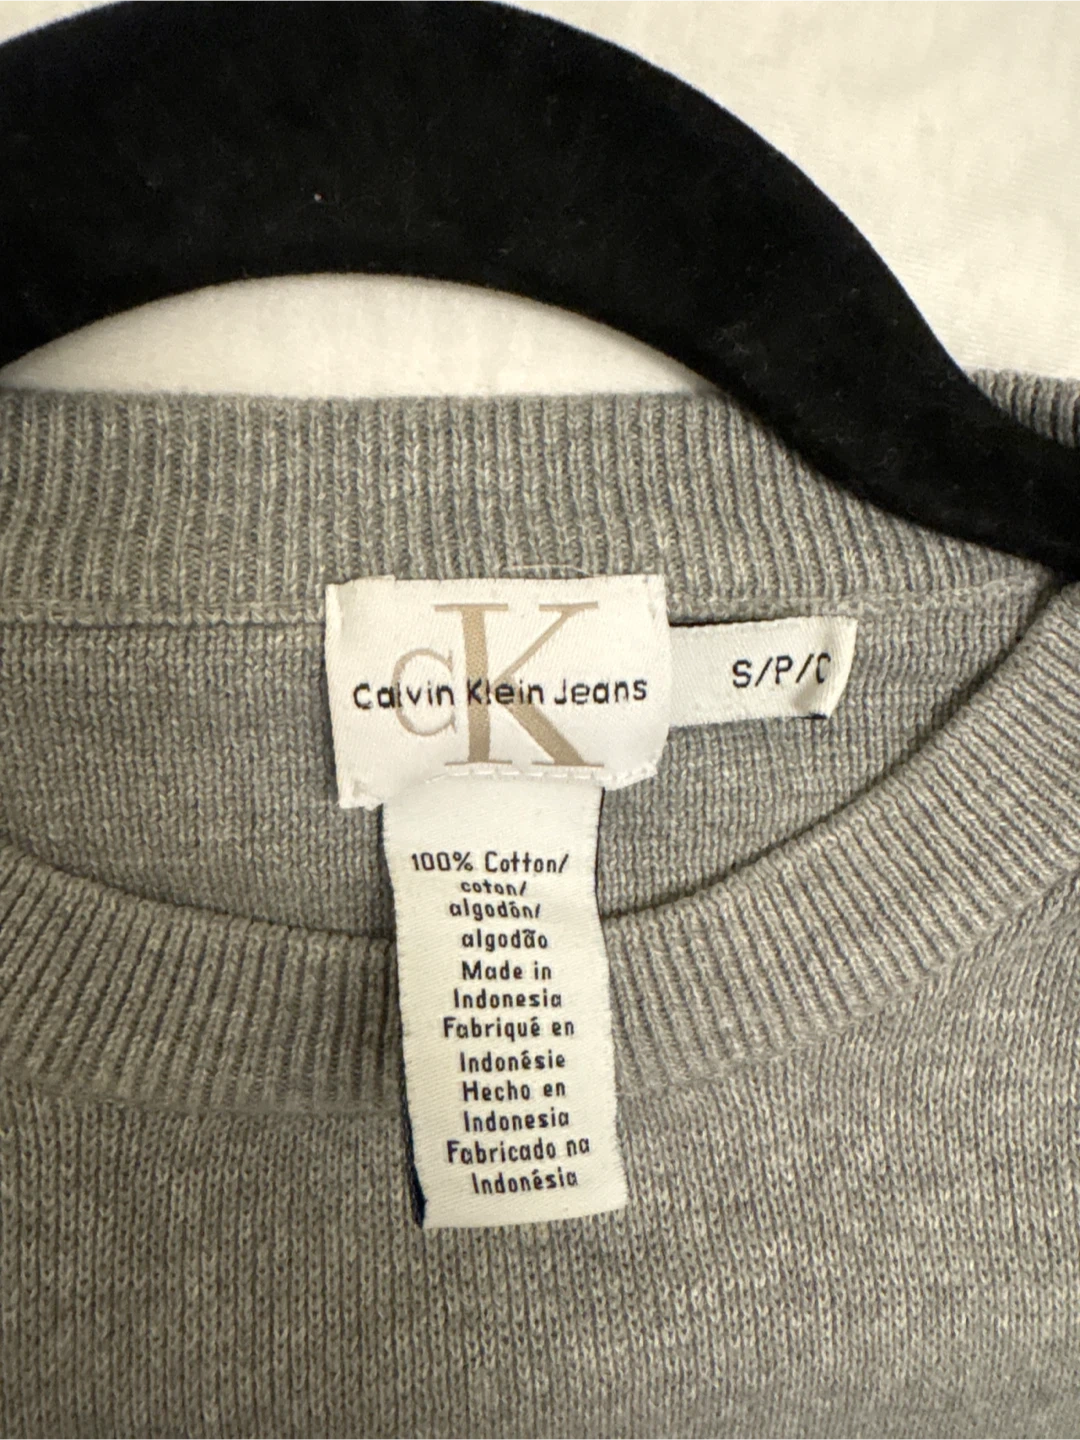 CK
Calvin Klein Jeans
S/P/C
100% Cotton/
coton/
algodón/
algodão
Made in
Indonesia
Fabriqué en
Indonésie
Hecho en
Indonesia
Fabricado na
Indonésia